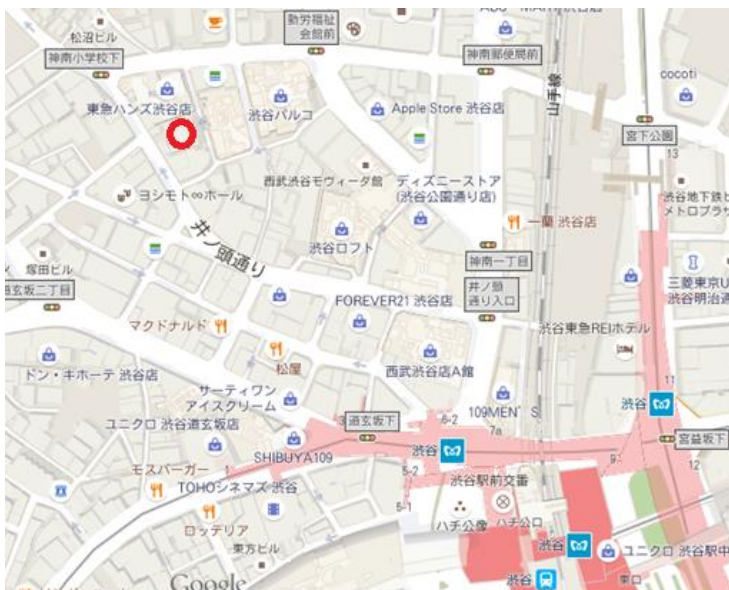 松沼ビル
勤労福祉
会館前
神南小学校下
神南郵便局前
cocoti
東急ハンズ渋谷店
渋谷パルコ
Apple Store 渋谷店
山手線
宮下公園
13
西武渋谷モヴィーダ館
ディズニーストア
(渋谷公園通り店)
渋谷地下鉄ビ
メトロプラザ
ヨシモト∞ホール
一蘭 渋谷店
井ノ頭通り
渋谷ロフト
神南一丁目
塚田ビル
道玄坂二丁目
井ノ頭
通り入口
三菱東京U
渋谷明治通
FOREVER21 渋谷店
マクドナルド
渋谷東急REIホテル
松屋
西武渋谷店A館
ドン・キホーテ 渋谷店
サーティワン
アイスクリーム
11
渋谷
109MEN'S
ユニクロ 渋谷道玄坂店
3
道玄坂下
6-2
7a
宮益坂下
SHIBUYA109
渋谷
9
12
モスバーガー
1
5-2
渋谷駅前交番
TOHOシネマズ 渋谷
5-1
ハチ公像
ハチ公口
ロッテリア
東方ビル
渋谷
ユニクロ 渋谷駅中
Google
渋谷
東口